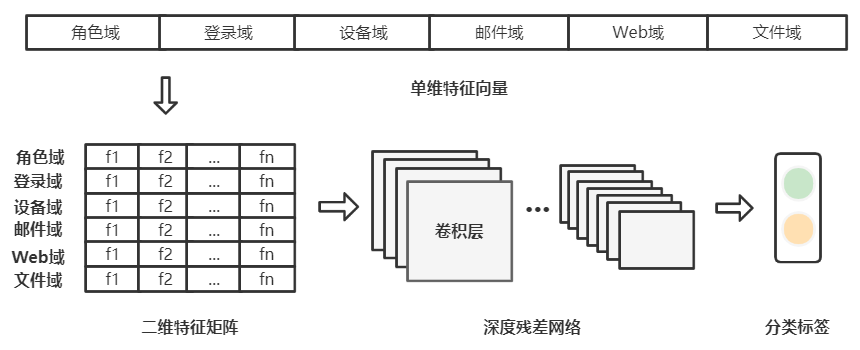 角色域 登录域 设备域 邮件域 Web域 文件域
单维特征向量
角色域 f1 f2 ... fn
登录域 f1 f2 ... fn
设备域 f1 f2 ... fn
邮件域 f1 f2 ... fn
Web域 f1 f2 ... fn
文件域 f1 f2 ... fn
卷积层
...
二维特征矩阵 深度残差网络 分类标签